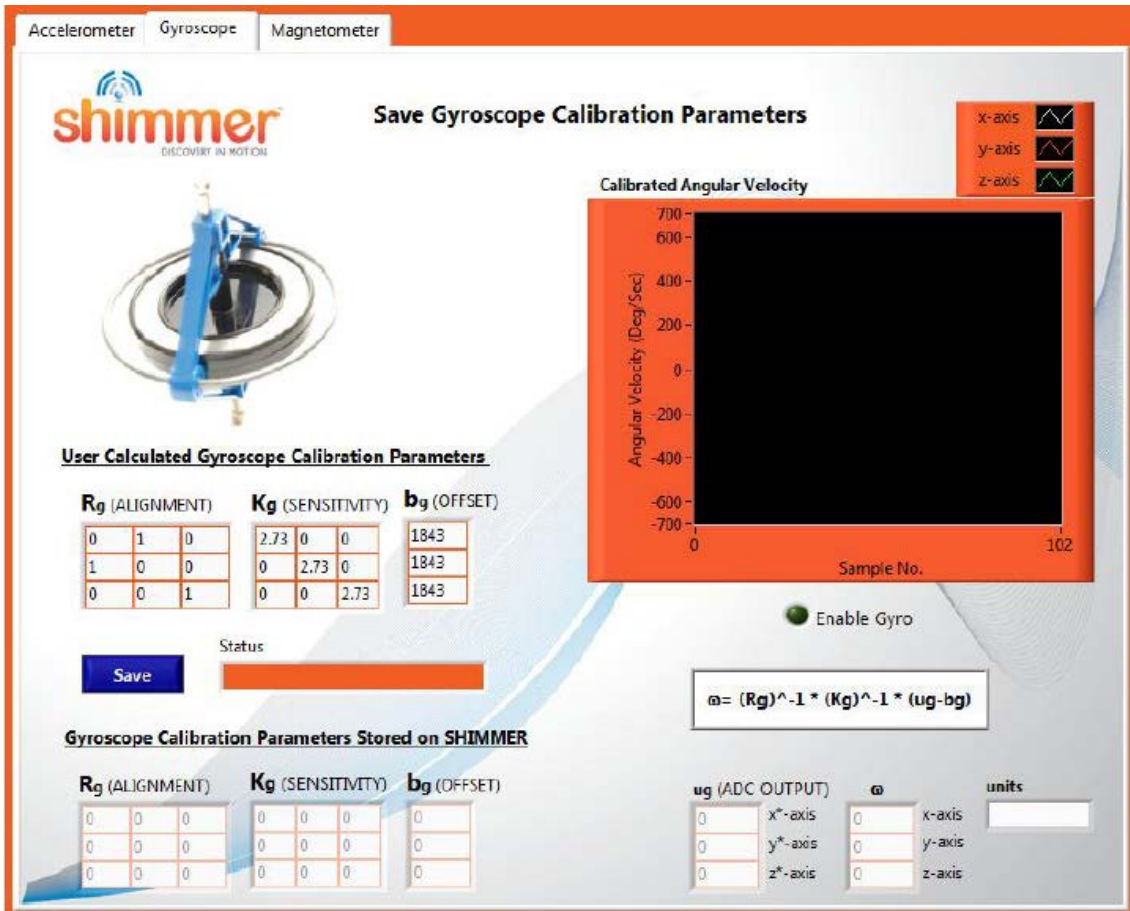 Accelerometer Gyroscope Magnetometer
shimmer
DISCOVERY IN MOTION
Save Gyroscope Calibration Parameters
x-axis
y-axis
z-axis
Calibrated Angular Velocity
700
600
400
200
0
-200
-400
-600
-700
Angular Velocity (Deg/Sec)
0 102
Sample No.
Enable Gyro
User Calculated Gyroscope Calibration Parameters
Rg (ALIGNMENT) Kg (SENSITIVITY) bg (OFFSET)
0 1 0 2.73 0 0 1843
1 0 0 0 2.73 0 1843
0 0 1 0 0 2.73 1843
Status
Save
ω= (Rg)^-1 * (Kg)^-1 * (ug-bg)
Gyroscope Calibration Parameters Stored on SHIMMER
Rg (ALIGNMENT) Kg (SENSITIVITY) bg (OFFSET)
0 0 0 0 0 0 0
0 0 0 0 0 0 0
0 0 0 0 0 0 0
ug (ADC OUTPUT) ω units
0 x*-axis 0 x-axis
0 y*-axis 0 y-axis
0 z*-axis 0 z-axis